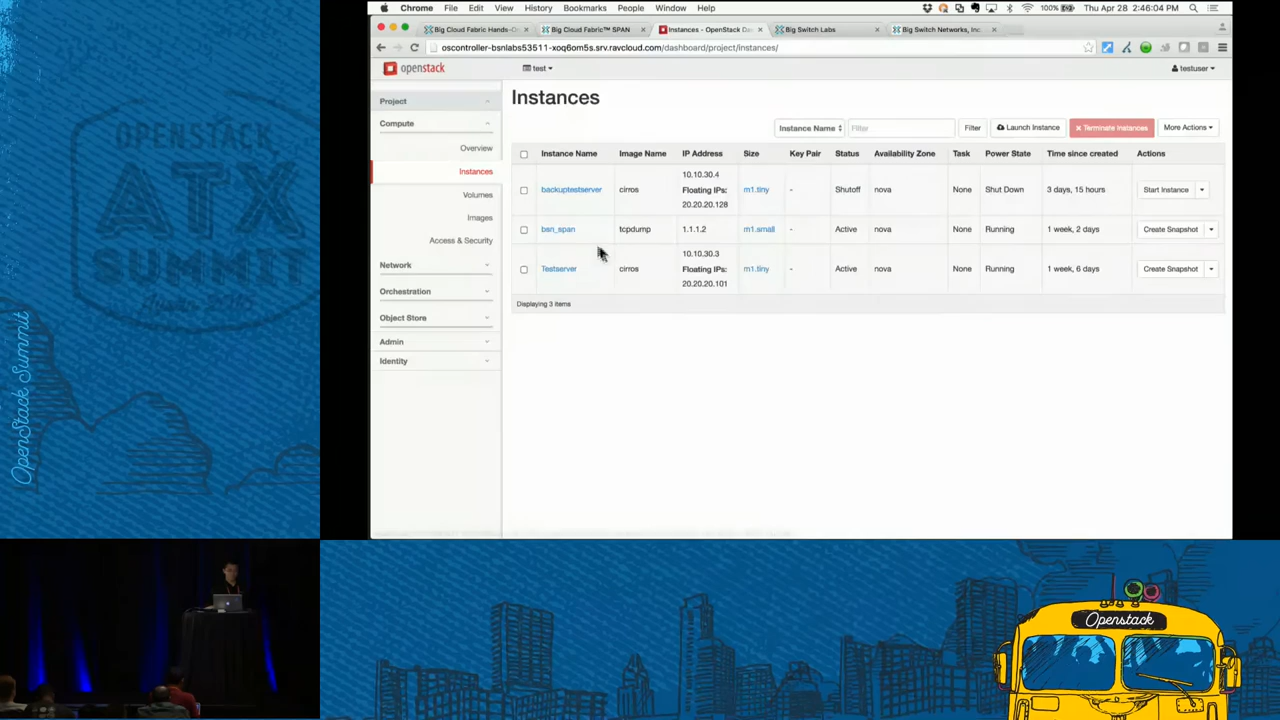 Chrome File Edit View History Bookmarks People Window Help 100% Thu Apr 28 2:46:04 PM
Big Cloud Fabric Hands-O × Big Cloud Fabric™ SPAN × Instances - OpenStack Das × Big Switch Labs × Big Switch Networks, Inc. ×
oscontroller-bsnlabs53511-xoq6om5s.srv.ravcloud.com/dashboard/project/instances/
openstack test testuser
Project
Compute
Overview
Instances
Volumes
Images
Access & Security
Network
Orchestration
Object Store
Admin
Identity
Instances
Instance Name Filter Filter Launch Instance × Terminate Instances More Actions
Instance Name Image Name IP Address Size Key Pair Status Availability Zone Task Power State Time since created Actions
10.10.30.4
backuptestserver cirros Floating IPs: m1.tiny - Shutoff nova None Shut Down 3 days, 15 hours Start Instance
20.20.20.128
bsn_span tcpdump 1.1.1.2 m1.small - Active nova None Running 1 week, 2 days Create Snapshot
10.10.30.3
Testserver cirros Floating IPs: m1.tiny - Active nova None Running 1 week, 6 days Create Snapshot
20.20.20.101
Displaying 3 items
OPENSTACK
ATX
SUMMIT
OpenStack Summit
Openstack